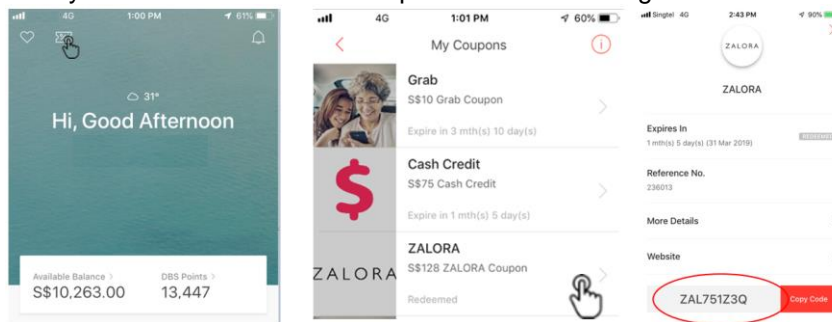 4G 1:00 PM 61%
31°
Hi, Good Afternoon
Available Balance >
DBS Points >
S$10,263.00
13,447
4G 1:01 PM 60%
My Coupons
Grab
S$10 Grab Coupon
Expire in 3 mth(s) 10 day(s)
Cash Credit
S$75 Cash Credit
Expire in 1 mth(s) 5 day(s)
ZALORA
ZALORA
S$128 ZALORA Coupon
Redeemed
Singtel 4G 2:43 PM 90%
ZALORA
ZALORA
Expires In
1 mth(s) 5 day(s) (31 Mar 2019)
Reference No.
236013
More Details
Website
ZAL751Z3Q
Copy Code